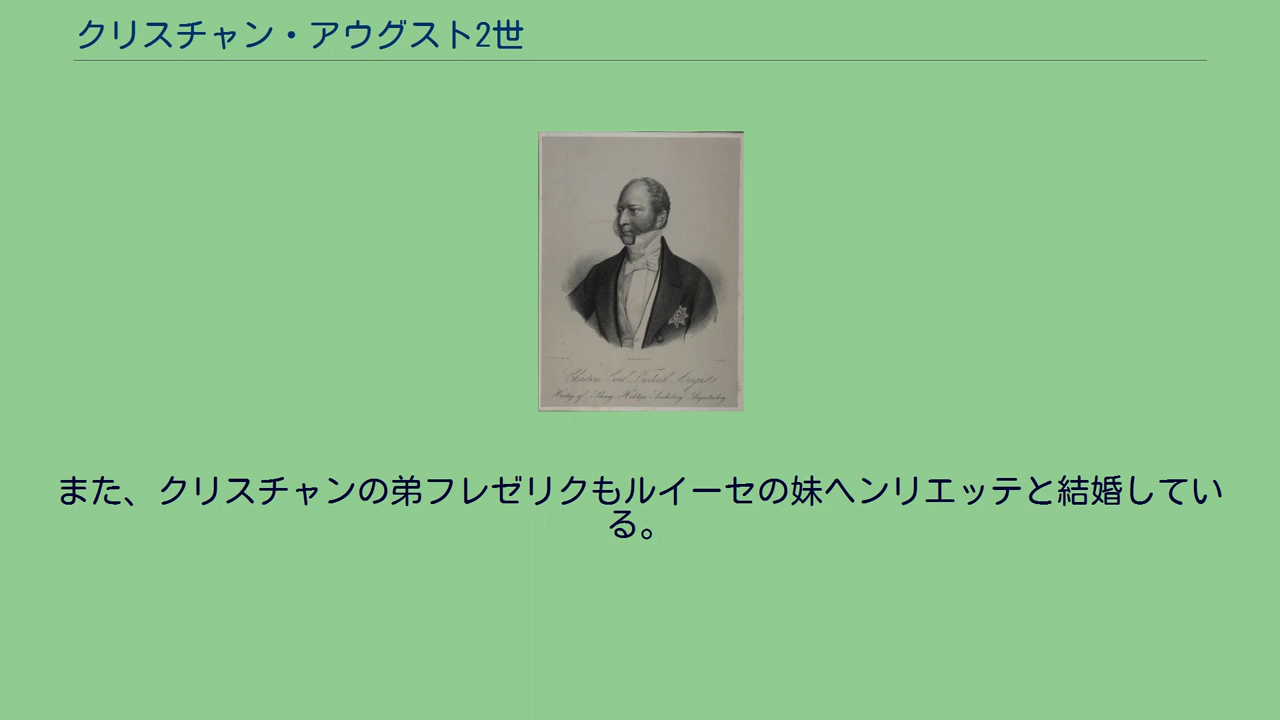 クリスチャン・アウグスト2世
また、クリスチャンの弟フレゼリクもルイーセの妹ヘンリエッテと結婚してい
る。